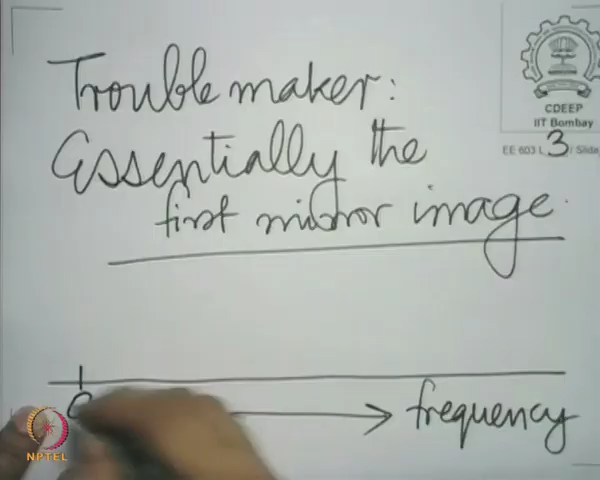 Trouble maker:
Essentially the
first mirror image.
frequency
CDEEP
IIT Bombay
EE 603 L 3 / Slide
NPTEL